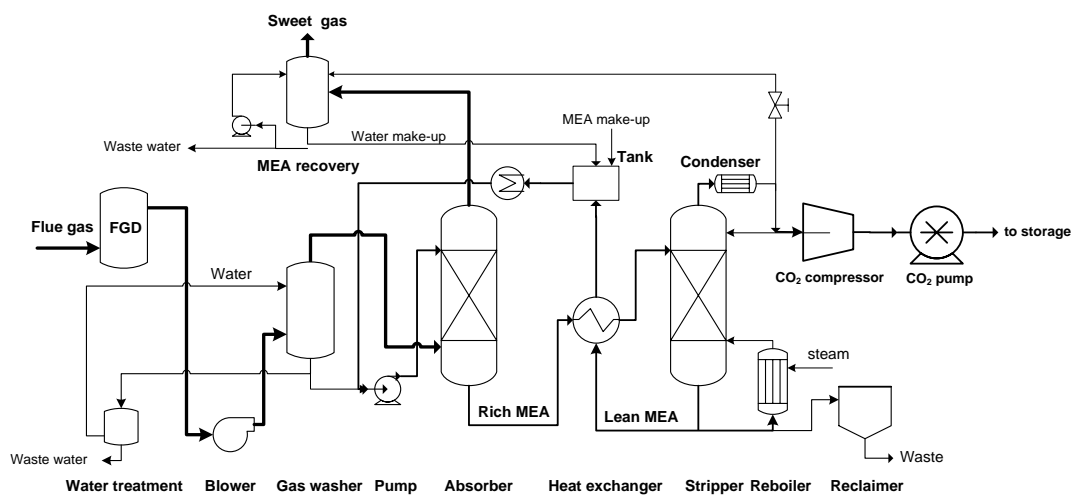 Sweet gas
MEA make-up
Water make-up
Waste water
MEA recovery
Tank
Condenser
Flue gas
FGD
to storage
Water
CO₂ compressor
CO₂ pump
steam
Rich MEA
Lean MEA
Waste water
Waste
Water treatment Blower Gas washer Pump Absorber Heat exchanger Stripper Reboiler Reclaimer